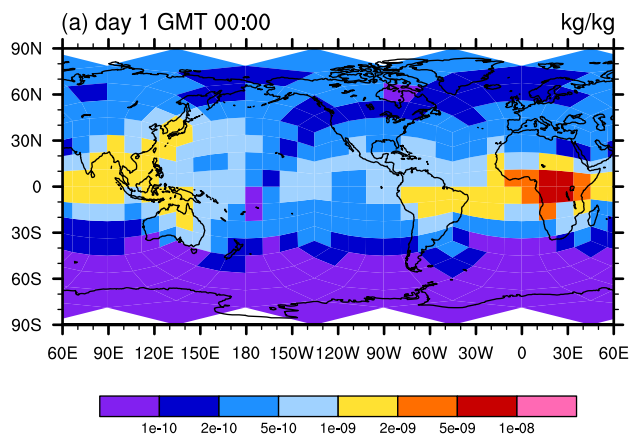 (a) day 1 GMT 00:00 kg/kg
90N
60N
30N
0
30S
60S
90S
60E 90E 120E 150E 180 150W 120W 90W 60W 30W 0 30E 60E
1e-10 2e-10 5e-10 1e-09 2e-09 5e-09 1e-08